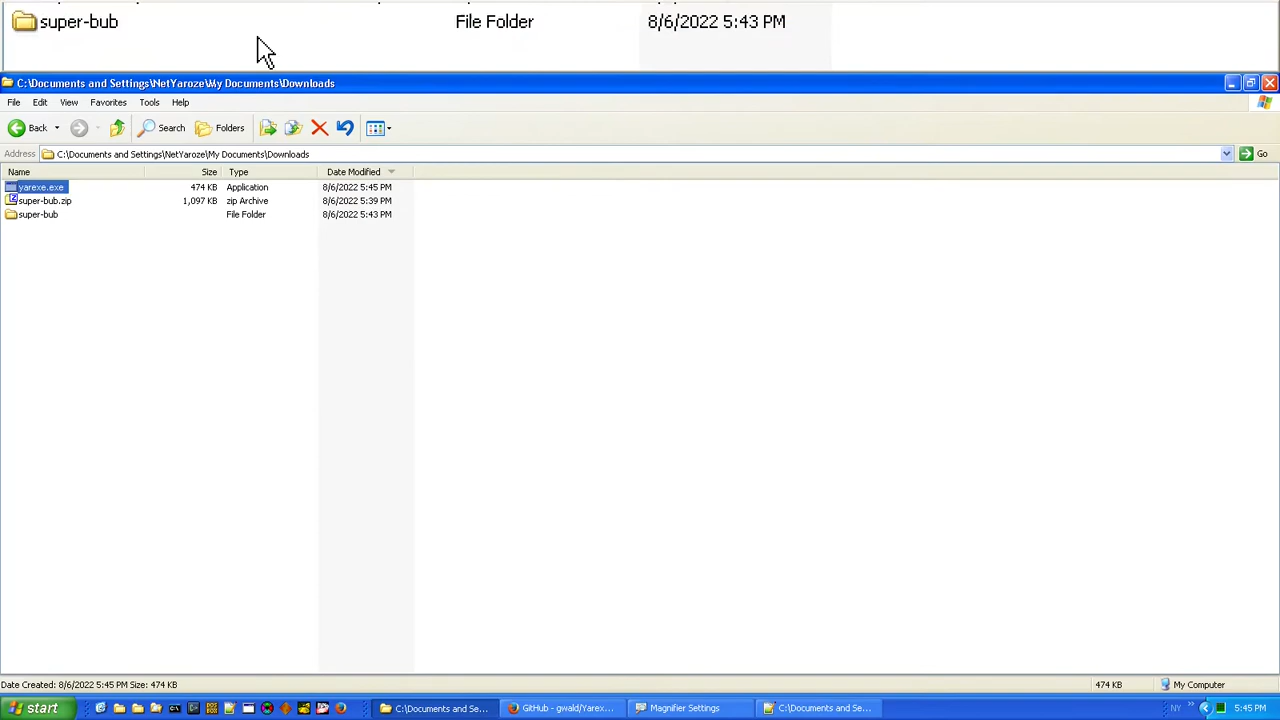 super-bub File Folder 8/6/2022 5:43 PM
C:\Documents and Settings\NetYaroze\My Documents\Downloads
File Edit View Favorites Tools Help
Back Search Folders
Address C:\Documents and Settings\NetYaroze\My Documents\Downloads Go
Name Size Type Date Modified
yarexe.exe 474 KB Application 8/6/2022 5:45 PM
super-bub.zip 1,097 KB zip Archive 8/6/2022 5:39 PM
super-bub File Folder 8/6/2022 5:43 PM
Date Created: 8/6/2022 5:45 PM Size: 474 KB 474 KB My Computer
start C:\Documents and Se... GitHub - gwald/Yarex... Magnifier Settings C:\Documents and Se... NY 5:45 PM